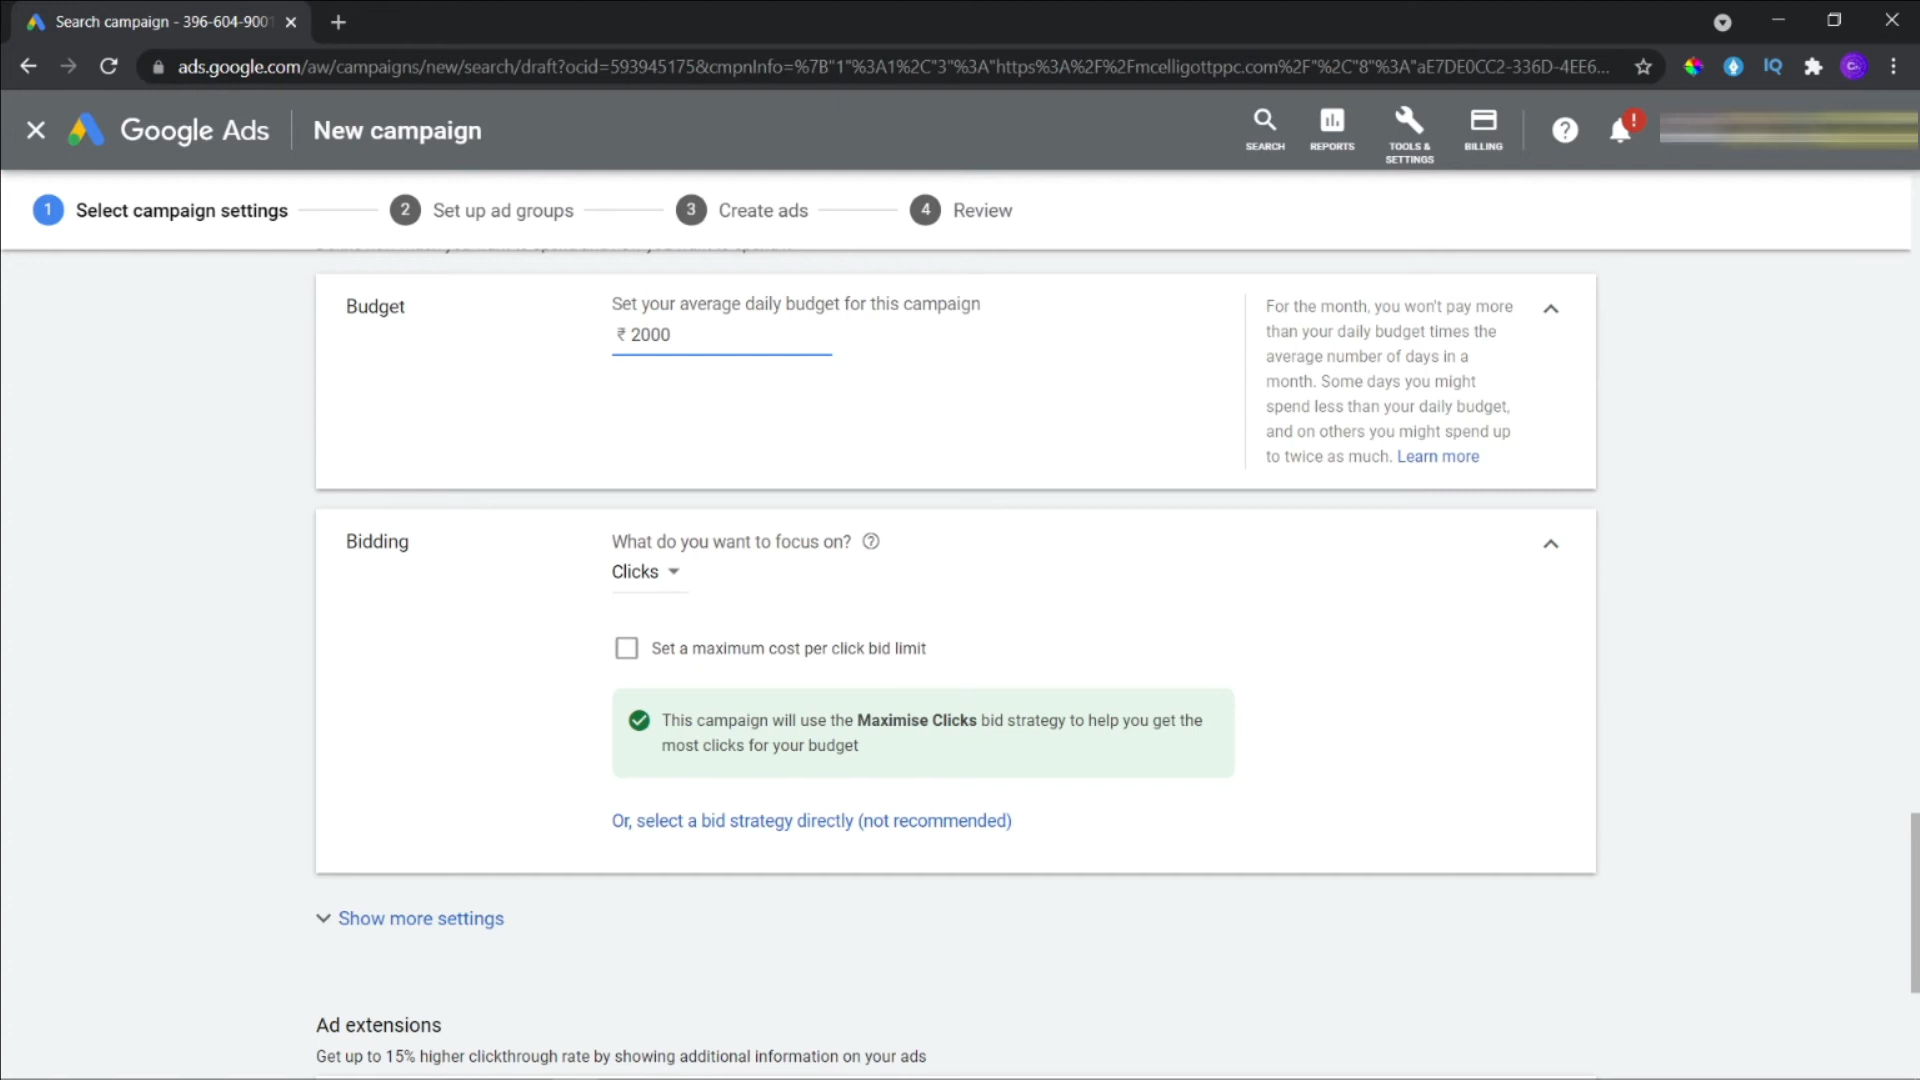 Search campaign - 396-604-9001
ads.google.com/aw/campaigns/new/search/draft?ocid=593945175&cmpnInfo=%7B"1"%3A1%2C"3"%3A"https%3A%2F%2Fmcelligottppc.com%2F"%2C"8"%3A"aE7DE0CC2-336D-4EE6...
IQ
Google Ads
New campaign
SEARCH
REPORTS
TOOLS &
SETTINGS
BILLING
?
!
1 Select campaign settings
2 Set up ad groups
3 Create ads
4 Review
Budget
Set your average daily budget for this campaign
₹ 2000
For the month, you won't pay more
than your daily budget times the
average number of days in a
month. Some days you might
spend less than your daily budget,
and on others you might spend up
to twice as much. Learn more
Bidding
What do you want to focus on? ?
Clicks
Set a maximum cost per click bid limit
This campaign will use the Maximise Clicks bid strategy to help you get the
most clicks for your budget
Or, select a bid strategy directly (not recommended)
Show more settings
Ad extensions
Get up to 15% higher clickthrough rate by showing additional information on your ads